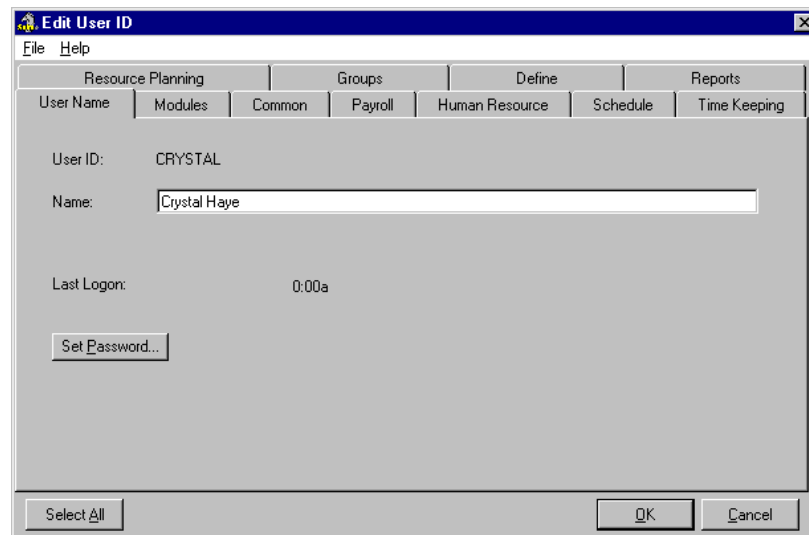 Edit User ID
File Help
Resource Planning Groups Define Reports
User Name Modules Common Payroll Human Resource Schedule Time Keeping
User ID: CRYSTAL
Name: Crystal Haye
Last Logon: 0:00a
Set Password...
Select All OK Cancel